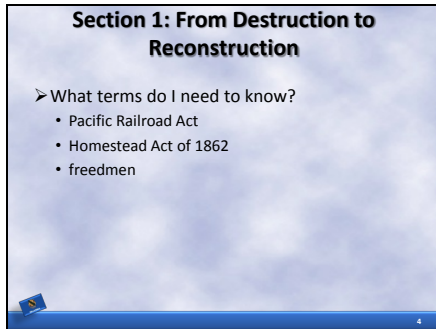 Section 1: From Destruction to
Reconstruction
➢What terms do I need to know?
• Pacific Railroad Act
• Homestead Act of 1862
• freedmen
4